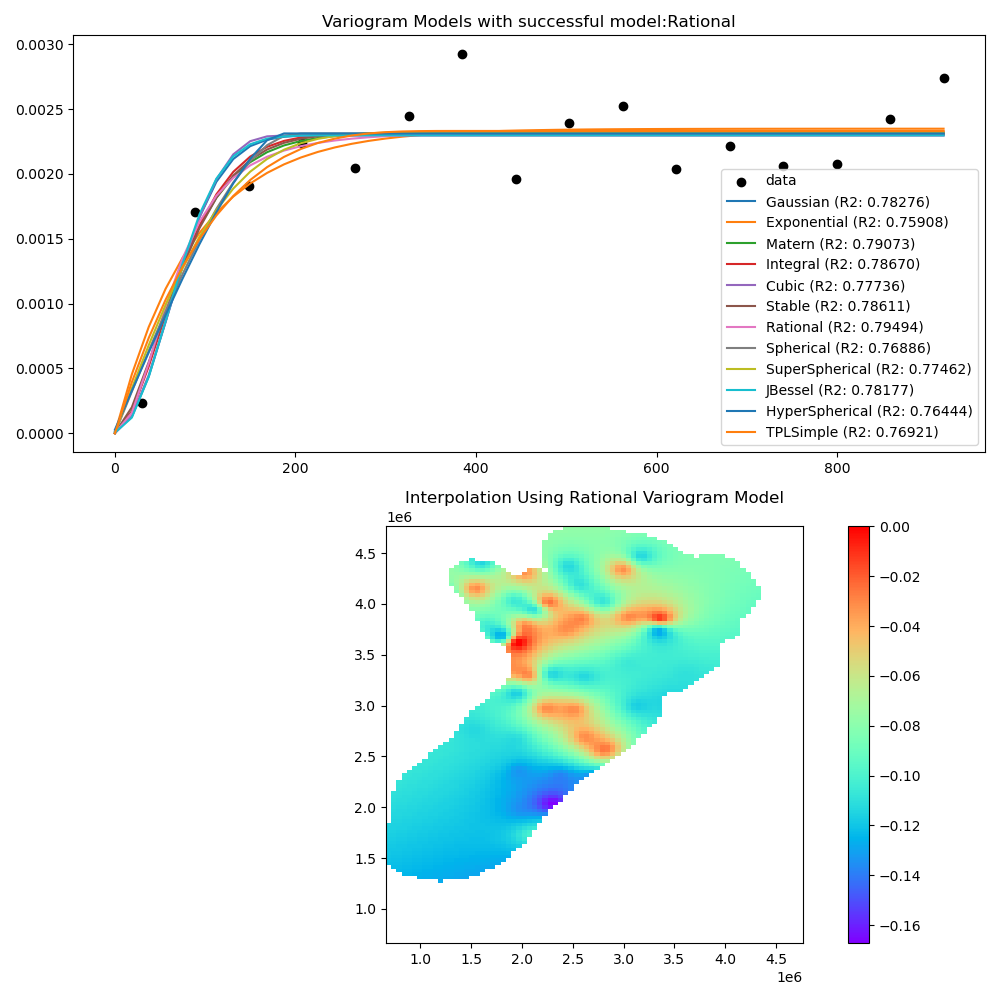 Variogram Models with successful model:Rational
0.0030
0.0025
0.0020
0.0015
0.0010
0.0005
0.0000
data
Gaussian (R2: 0.78276)
Exponential (R2: 0.75908)
Matern (R2: 0.79073)
Integral (R2: 0.78670)
Cubic (R2: 0.77736)
Stable (R2: 0.78611)
Rational (R2: 0.79494)
Spherical (R2: 0.76886)
SuperSpherical (R2: 0.77462)
JBessel (R2: 0.78177)
HyperSpherical (R2: 0.76444)
TPLSimple (R2: 0.76921)
0 200 400 600 800
Interpolation Using Rational Variogram Model
1e6
4.5
4.0
3.5
3.0
2.5
2.0
1.5
1.0
1.0 1.5 2.0 2.5 3.0 3.5 4.0 4.5
1e6
0.00
−0.02
−0.04
−0.06
−0.08
−0.10
−0.12
−0.14
−0.16